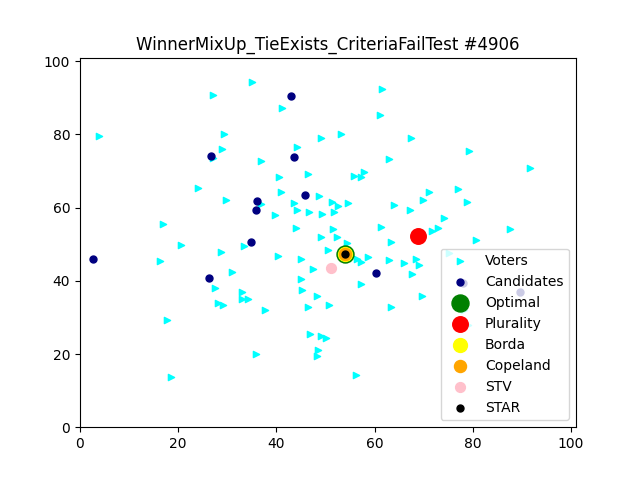 WinnerMixUp_TieExists_CriteriaFailTest #4906
100
80
60
40
20
0
0
20
40
60
80
100
Voters
Candidates
Optimal
Plurality
Borda
Copeland
STV
STAR